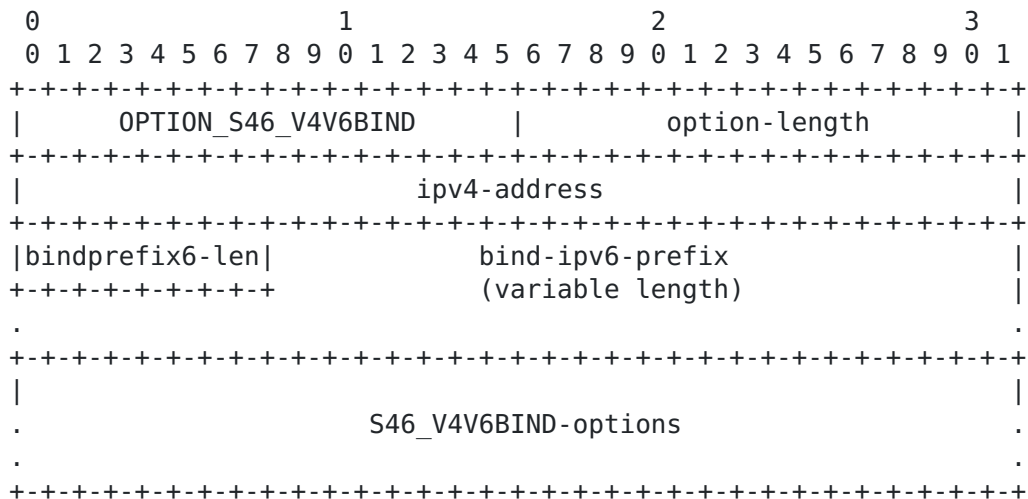 0                   1                   2                   3
 0 1 2 3 4 5 6 7 8 9 0 1 2 3 4 5 6 7 8 9 0 1 2 3 4 5 6 7 8 9 0 1
+-+-+-+-+-+-+-+-+-+-+-+-+-+-+-+-+-+-+-+-+-+-+-+-+-+-+-+-+-+-+-+-+
|      OPTION_S46_V4V6BIND      |         option-length         |
+-+-+-+-+-+-+-+-+-+-+-+-+-+-+-+-+-+-+-+-+-+-+-+-+-+-+-+-+-+-+-+-+
|                         ipv4-address                          |
+-+-+-+-+-+-+-+-+-+-+-+-+-+-+-+-+-+-+-+-+-+-+-+-+-+-+-+-+-+-+-+-+
|bindprefix6-len|             bind-ipv6-prefix                  |
+-+-+-+-+-+-+-+-+             (variable length)                 |
.                                                               .
+-+-+-+-+-+-+-+-+-+-+-+-+-+-+-+-+-+-+-+-+-+-+-+-+-+-+-+-+-+-+-+-+
|                                                               |
.                      S46_V4V6BIND-options                     .
.                                                               .
+-+-+-+-+-+-+-+-+-+-+-+-+-+-+-+-+-+-+-+-+-+-+-+-+-+-+-+-+-+-+-+-+